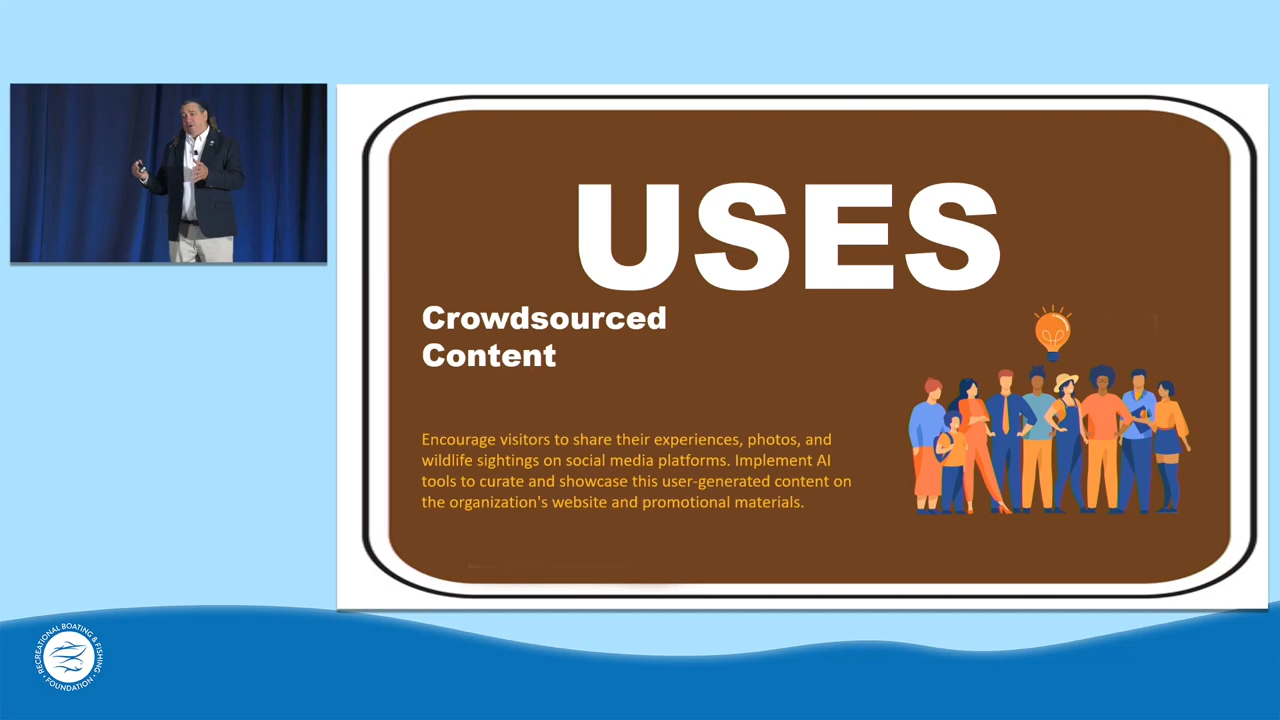 USES
Crowdsourced
Content
Encourage visitors to share their experiences, photos, and
wildlife sightings on social media platforms. Implement AI
tools to curate and showcase this user-generated content on
the organization's website and promotional materials.
RECREATIONAL BOATING & FISHING
• FOUNDATION •